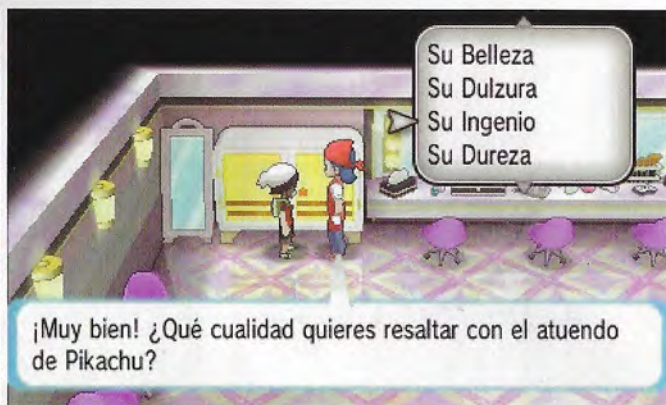 Su Belleza
Su Dulzura
Su Ingenio
Su Dureza
¡Muy bien! ¿Qué cualidad quieres resaltar con el atuendo
de Pikachu?